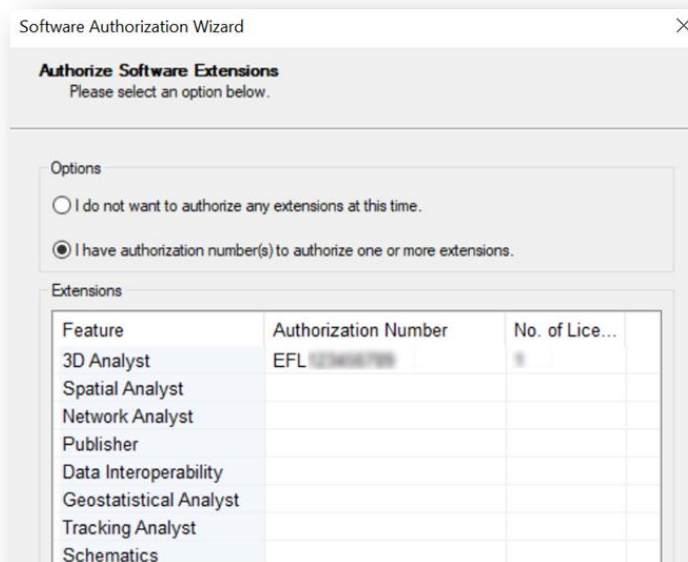 Software Authorization Wizard
Authorize Software Extensions
Please select an option below.
Options
I do not want to authorize any extensions at this time.
I have authorization number(s) to authorize one or more extensions.
Extensions
Feature Authorization Number No. of Lice...
3D Analyst EFL
Spatial Analyst
Network Analyst
Publisher
Data Interoperability
Geostatistical Analyst
Tracking Analyst
Schematics